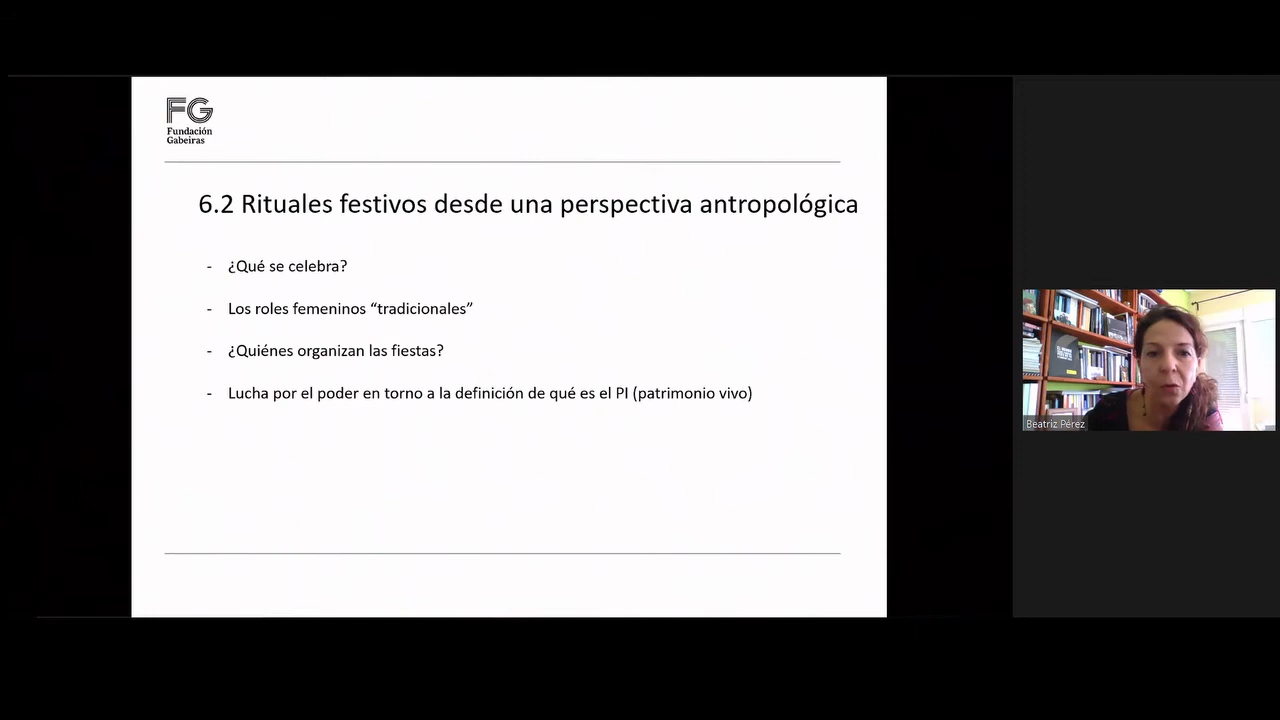 FG
Fundación
Gabeiras
6.2 Rituales festivos desde una perspectiva antropológica
- ¿Qué se celebra?
- Los roles femeninos “tradicionales”
- ¿Quiénes organizan las fiestas?
- Lucha por el poder en torno a la definición de qué es el PI (patrimonio vivo)
Beatriz Pérez